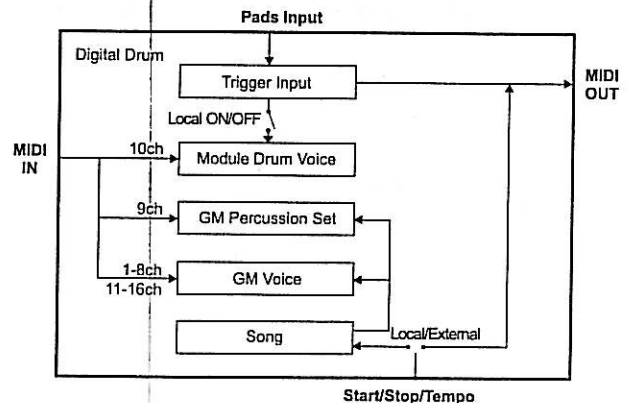 Pads Input
Digital Drum
Trigger Input
MIDI
OUT
Local ON/OFF
MIDI
IN
10ch
Module Drum Voice
9ch
GM Percussion Set
1-8ch
11-16ch
GM Voice
Song
Local/External
Start/Stop/Tempo